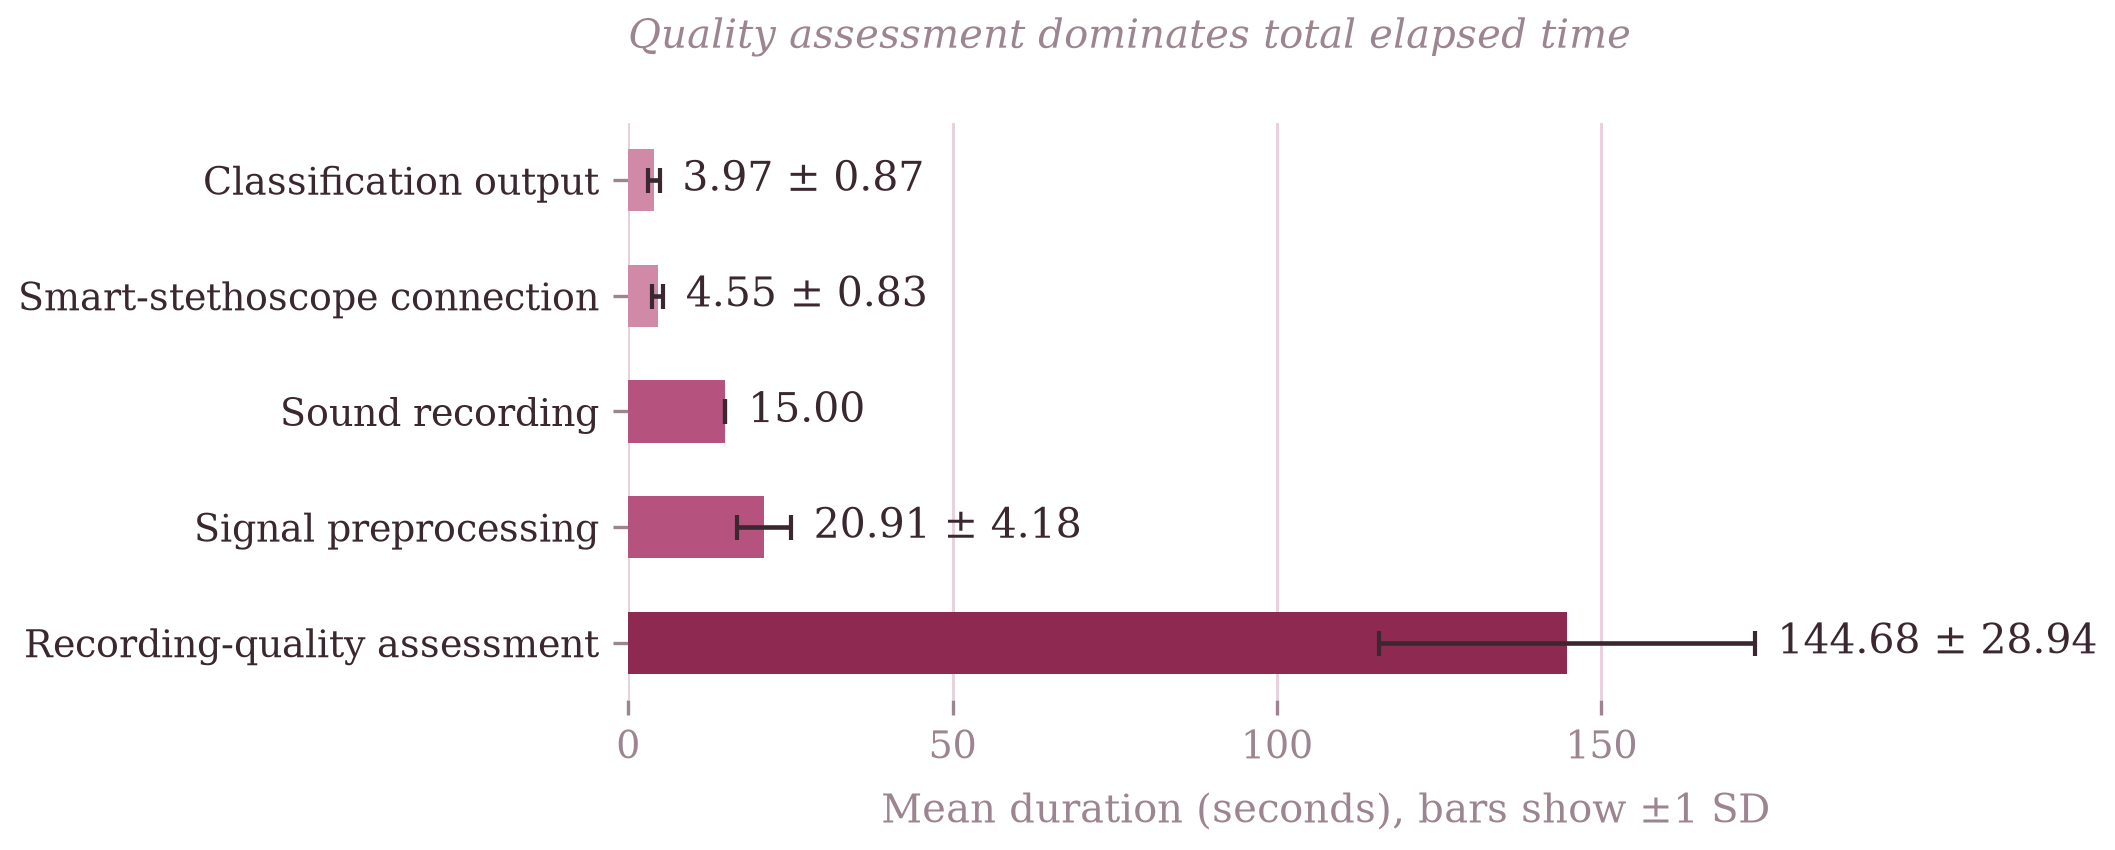 Quality assessment dominates total elapsed time
Classification output 3.97 ± 0.87
Smart-stethoscope connection 4.55 ± 0.83
Sound recording 15.00
Signal preprocessing 20.91 ± 4.18
Recording-quality assessment 144.68 ± 28.94
0 50 100 150
Mean duration (seconds), bars show ±1 SD